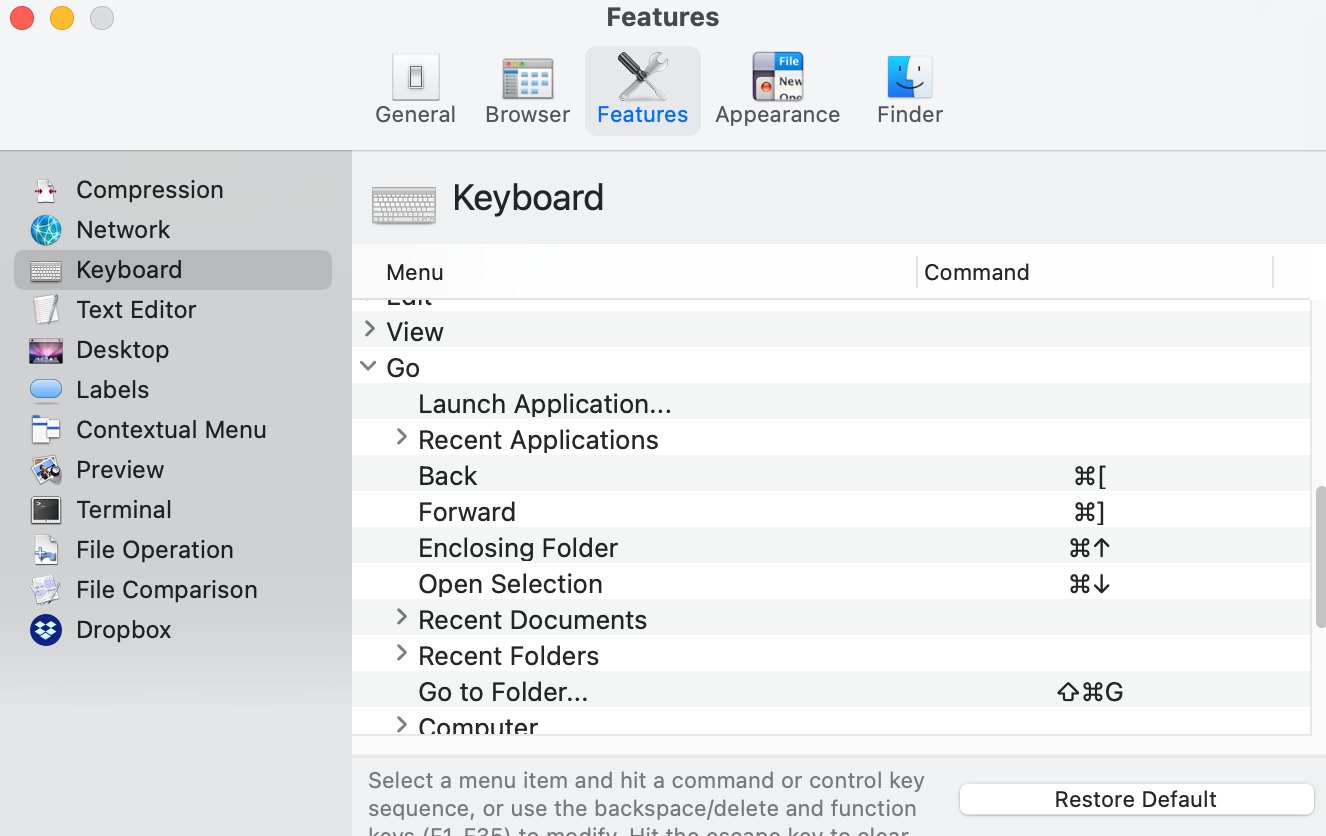 Features
General
Browser
Features
File
New
Appearance
Finder
Compression
Network
Keyboard
Text Editor
Desktop
Labels
Contextual Menu
Preview
Terminal
File Operation
File Comparison
Dropbox
Keyboard
Menu Command
Edit
View
Go
Launch Application...
Recent Applications
Back ⌘[
Forward ⌘]
Enclosing Folder ⌘↑
Open Selection ⌘↓
Recent Documents
Recent Folders
Go to Folder... ⇧⌘G
Computer
Select a menu item and hit a command or control key
sequence, or use the backspace/delete and function
keys (F1-F35) to modify. Hit the escape key to clear
Restore Default